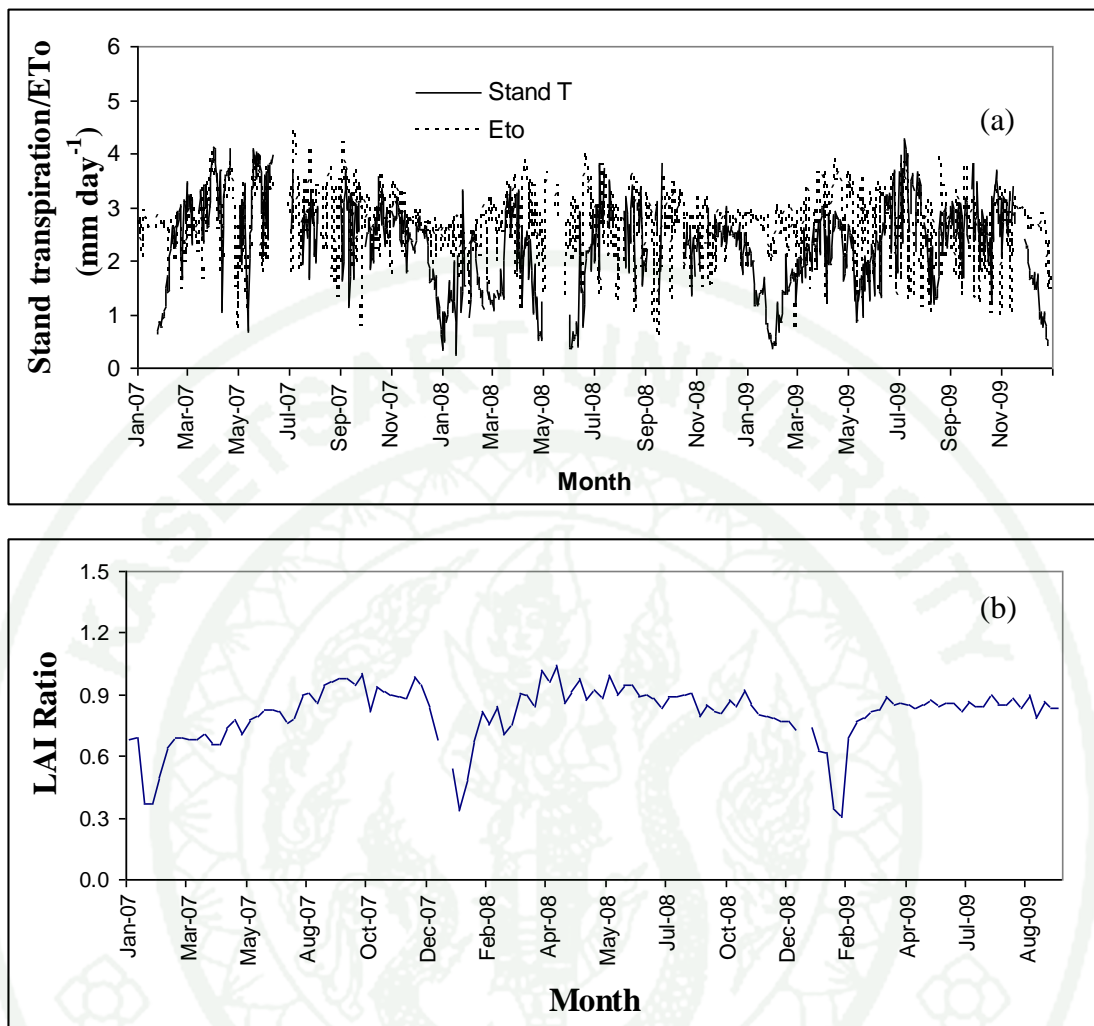 Stand transpiration/ETo
(mm day-1)
6
5
4
3
2
1
0
Stand T
Eto
(a)
Jan-07
Mar-07
May-07
Jul-07
Sep-07
Nov-07
Jan-08
Mar-08
May-08
Jul-08
Sep-08
Nov-08
Jan-09
Mar-09
May-09
Jul-09
Sep-09
Nov-09
Month
KASETSART UNIVERSITY
LAI Ratio
1.5
1.2
0.9
0.6
0.3
0.0
(b)
Jan-07
Mar-07
May-07
Aug-07
Oct-07
Dec-07
Feb-08
Apr-08
May-08
Jul-08
Oct-08
Dec-08
Feb-09
Apr-09
Jul-09
Aug-09
Month